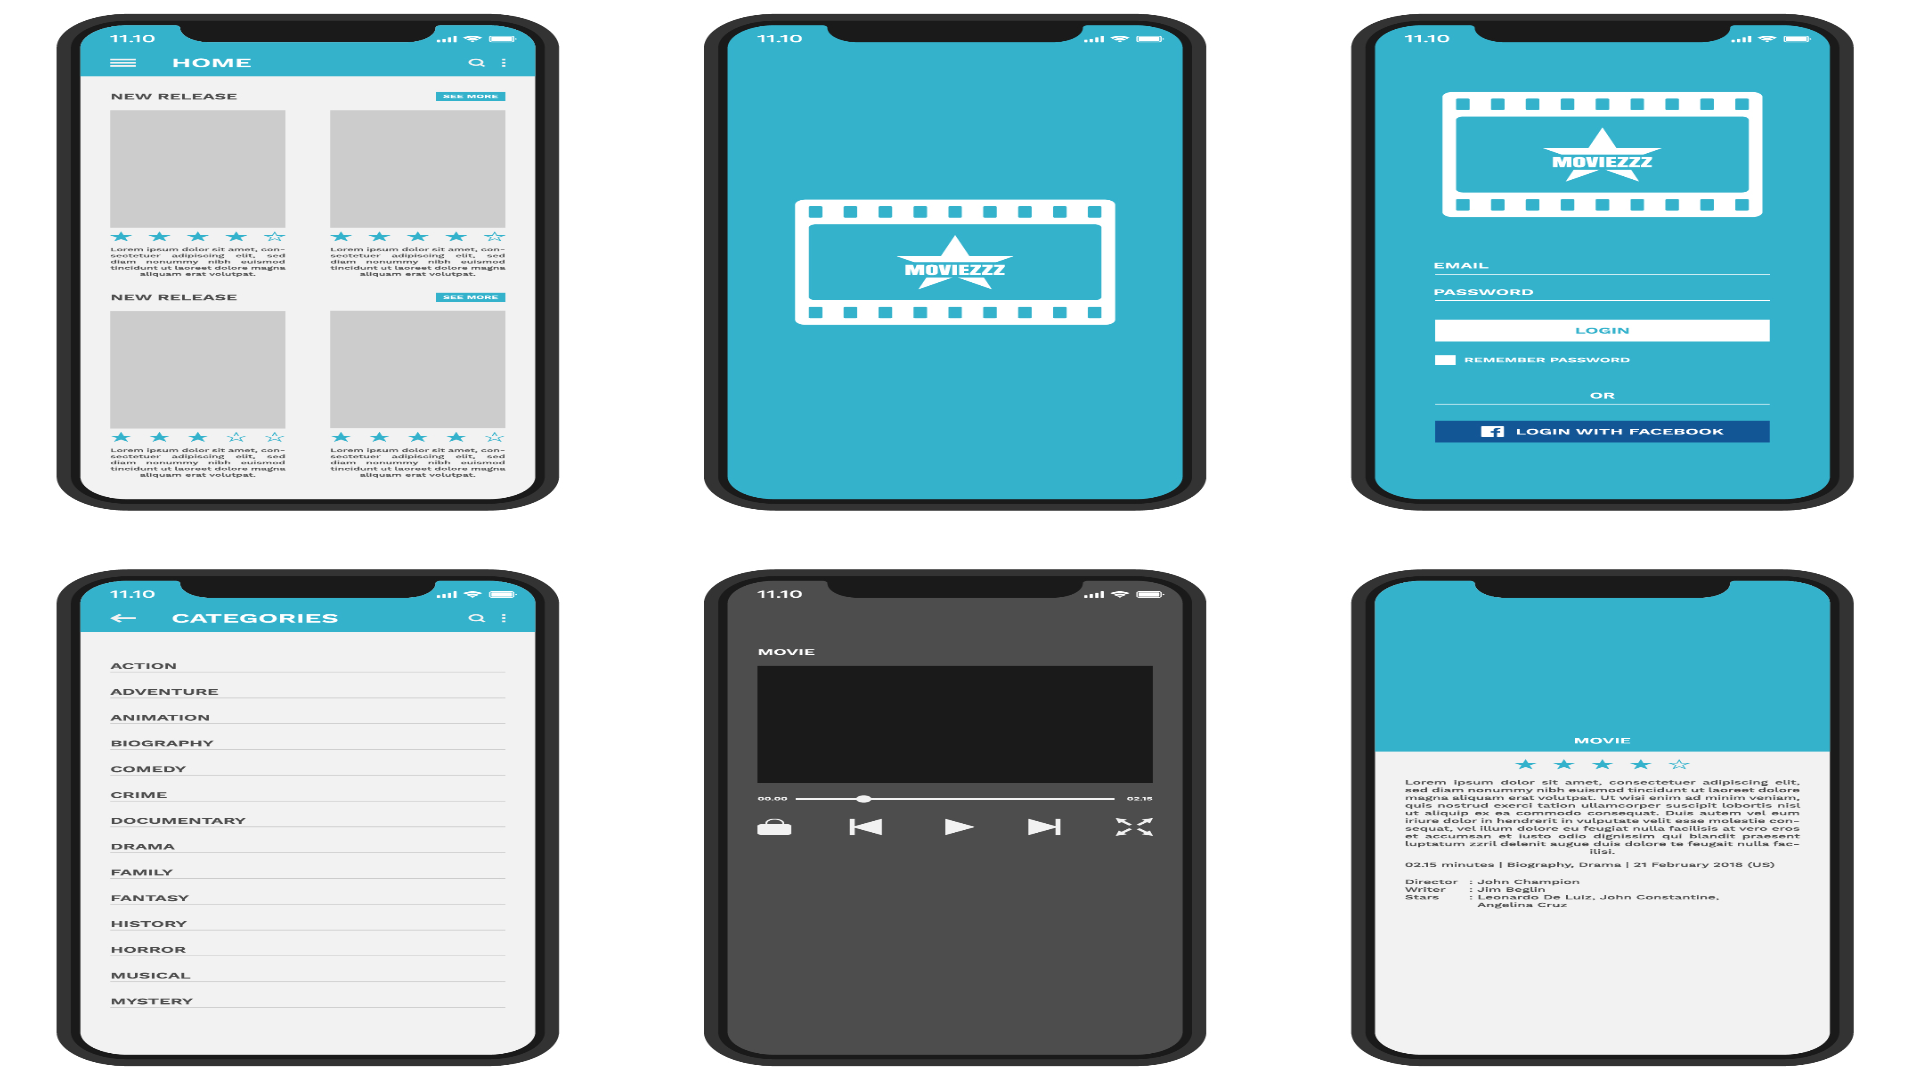 11.10
HOME
NEW RELEASE
SEE MORE
Lorem ipsum dolor sit amet, con-
sectetuer adipiscing elit, sed
diam nonummy nibh euismod
tincidunt ut laoreet dolore magna
aliquam erat volutpat.
Lorem ipsum dolor sit amet, con-
sectetuer adipiscing elit, sed
diam nonummy nibh euismod
tincidunt ut laoreet dolore magna
aliquam erat volutpat.
NEW RELEASE
SEE MORE
Lorem ipsum dolor sit amet, con-
sectetuer adipiscing elit, sed
diam nonummy nibh euismod
tincidunt ut laoreet dolore magna
aliquam erat volutpat.
Lorem ipsum dolor sit amet, con-
sectetuer adipiscing elit, sed
diam nonummy nibh euismod
tincidunt ut laoreet dolore magna
aliquam erat volutpat.
11.10
MOVIEZZZ
11.10
MOVIEZZZ
EMAIL
PASSWORD
LOGIN
REMEMBER PASSWORD
OR
f LOGIN WITH FACEBOOK
11.10
CATEGORIES
ACTION
ADVENTURE
ANIMATION
BIOGRAPHY
COMEDY
CRIME
DOCUMENTARY
DRAMA
FAMILY
FANTASY
HISTORY
HORROR
MUSICAL
MYSTERY
11.10
MOVIE
00.00
02.15
MOVIE
Lorem ipsum dolor sit amet, consectetuer adipiscing elit,
sed diam nonummy nibh euismod tincidunt ut laoreet dolore
magna aliquam erat volutpat. Ut wisi enim ad minim veniam,
quis nostrud exerci tation ullamcorper suscipit lobortis nisl
ut aliquip ex ea commodo consequat. Duis autem vel eum
iriure dolor in hendrerit in vulputate velit esse molestie con-
sequat, vel illum dolore eu feugiat nulla facilisis at vero eros
et accumsan et iusto odio dignissim qui blandit praesent
luptatum zzril delenit augue duis dolore te feugait nulla fac-
ilisi.
02.15 minutes | Biography, Drama | 21 February 2018 (US)
Director : John Champion
Writer : Jim Beglin
Stars : Leonardo De Luiz, John Constantine,
Angelina Cruz